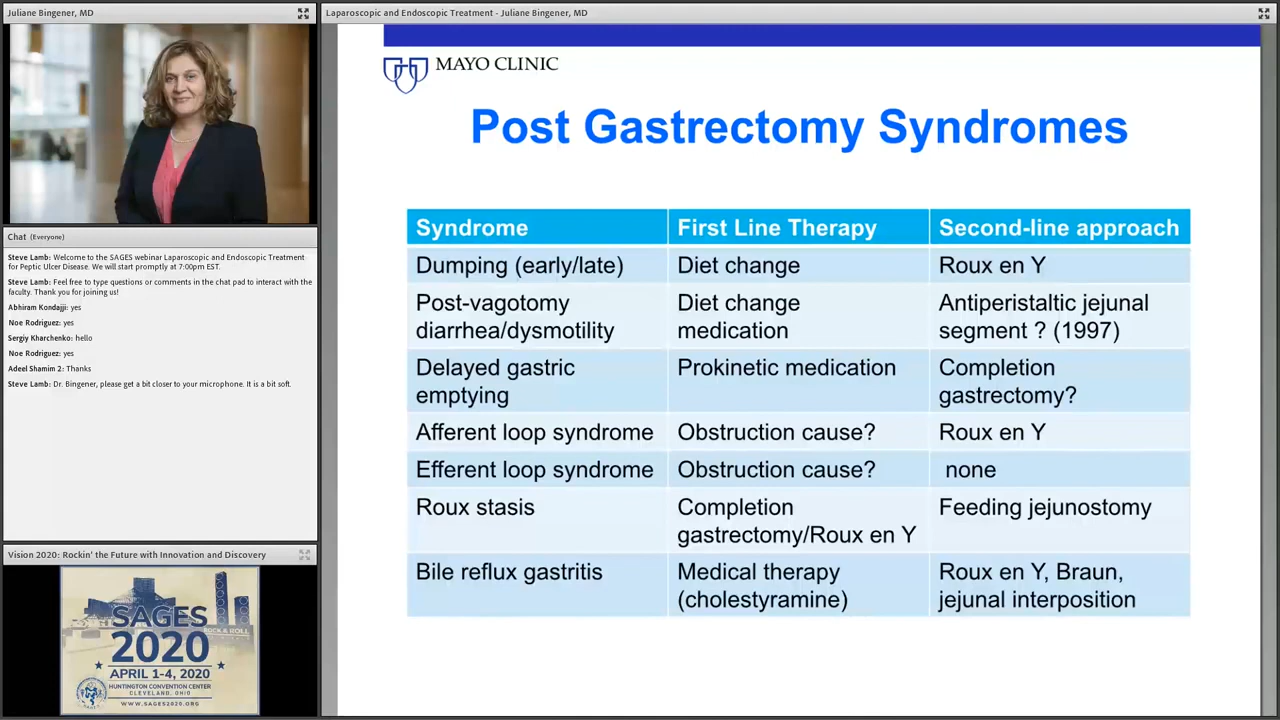 Juliane Bingener, MD
Laparoscopic and Endoscopic Treatment - Juliane Bingener, MD
Chat (Everyone)
Steve Lamb: Welcome to the SAGES webinar Laparoscopic and Endoscopic Treatment
for Peptic Ulcer Disease. We will start promptly at 7:00pm EST.
Steve Lamb: Feel free to type questions or comments in the chat pad to interact with the
faculty. Thank you for joining us!
Abhiram Kondajji: yes
Noe Rodriguez: yes
Sergiy Kharchenko: hello
Noe Rodriguez: yes
Adeel Shamim 2: Thanks
Steve Lamb: Dr. Bingener, please get a bit closer to your microphone. It is a bit soft.
Vision 2020: Rockin' the Future with Innovation and Discovery
SAGES
ROCK & ROLL
2020
APRIL 1-4, 2020
HUNTINGTON CONVENTION CENTER
CLEVELAND, OHIO
WWW.SAGES2020.ORG
MAYO CLINIC
Post Gastrectomy Syndromes
Syndrome First Line Therapy Second-line approach
Dumping (early/late) Diet change Roux en Y
Post-vagotomy Diet change Antiperistaltic jejunal
diarrhea/dysmotility medication segment ? (1997)
Delayed gastric Prokinetic medication Completion
emptying gastrectomy?
Afferent loop syndrome Obstruction cause? Roux en Y
Efferent loop syndrome Obstruction cause? none
Roux stasis Completion Feeding jejunostomy
gastrectomy/Roux en Y
Bile reflux gastritis Medical therapy Roux en Y, Braun,
(cholestyramine) jejunal interposition